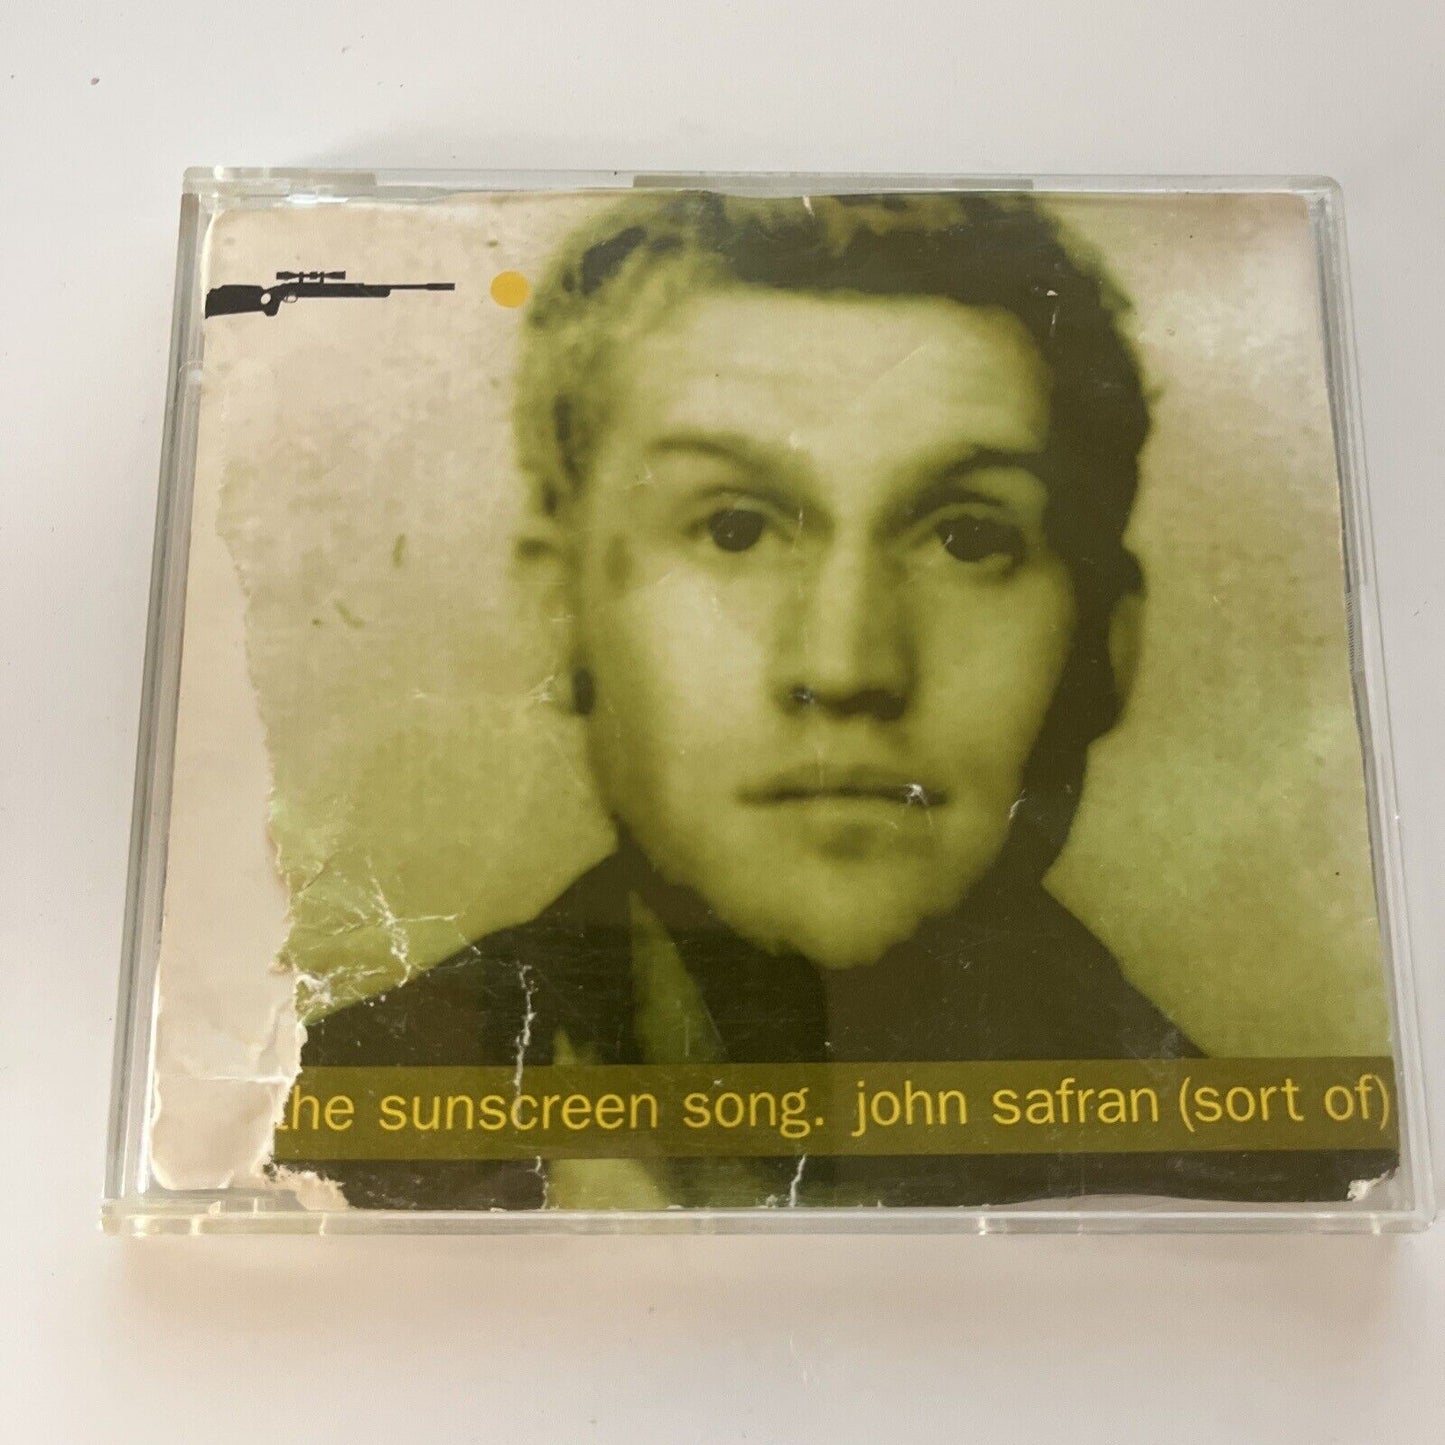 the sunscreen song. john safran (sort of)